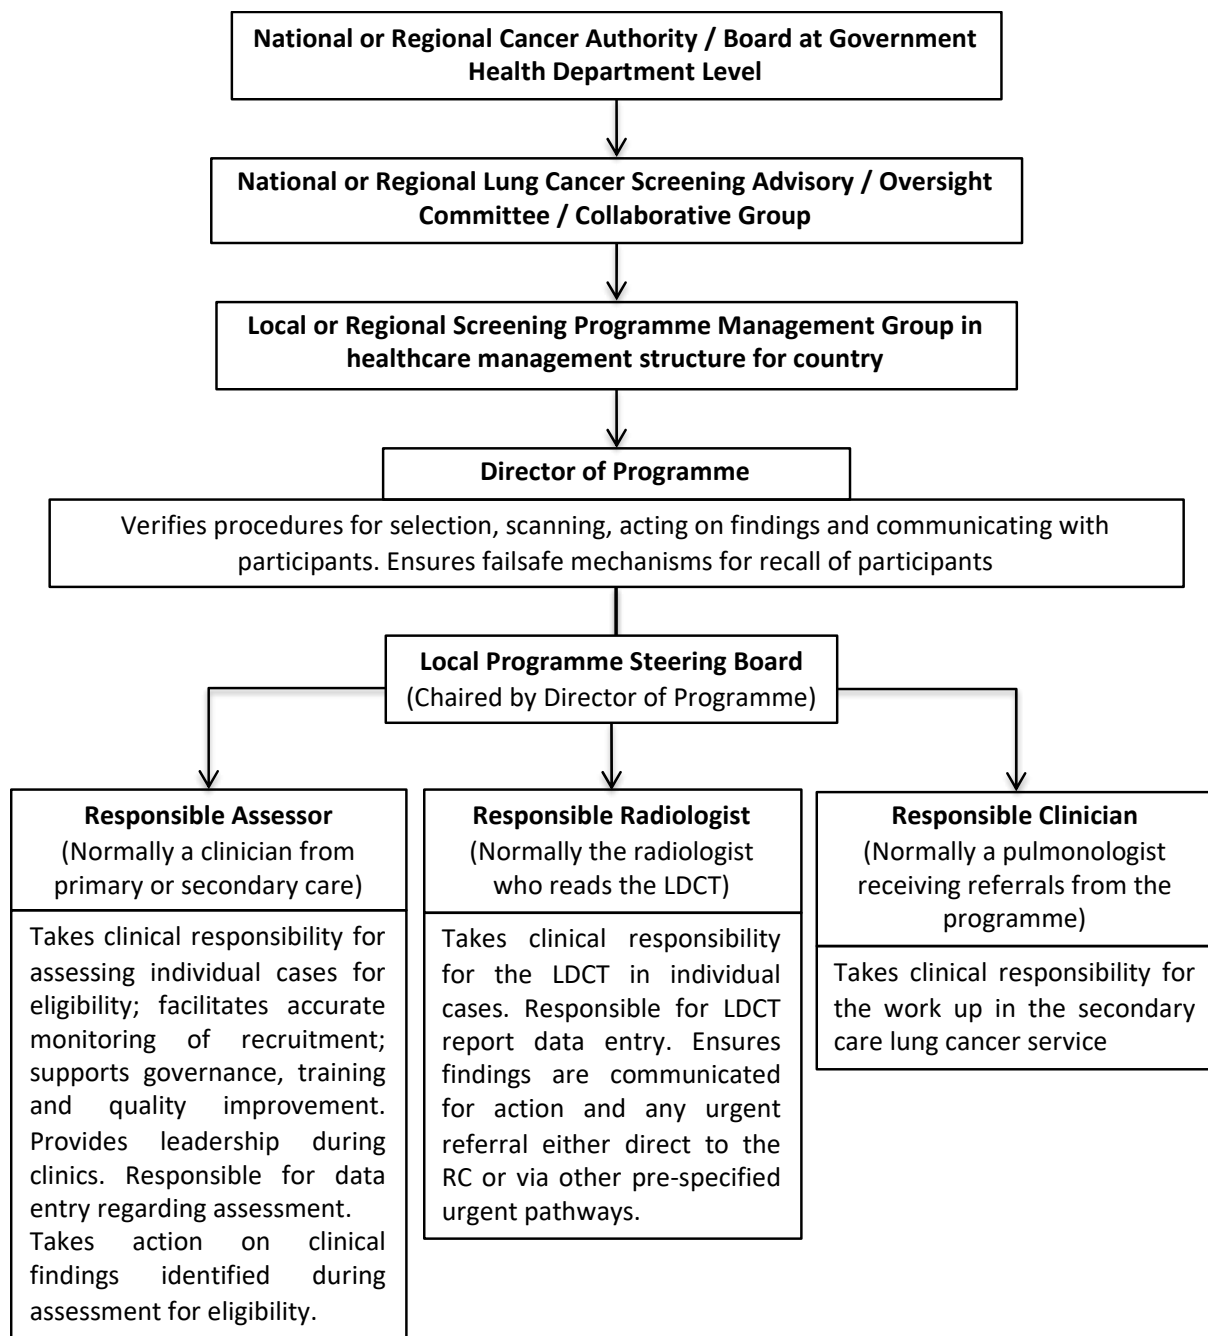 National or Regional Cancer Authority / Board at Government
Health Department Level
National or Regional Lung Cancer Screening Advisory / Oversight
Committee / Collaborative Group
Local or Regional Screening Programme Management Group in
healthcare management structure for country
Director of Programme
Verifies procedures for selection, scanning, acting on findings and communicating with
participants. Ensures failsafe mechanisms for recall of participants
Local Programme Steering Board
(Chaired by Director of Programme)
Responsible Assessor
(Normally a clinician from
primary or secondary care)
Takes clinical responsibility for
assessing individual cases for
eligibility; facilitates accurate
monitoring of recruitment;
supports governance, training
and quality improvement.
Provides leadership during
clinics. Responsible for data
entry regarding assessment.
Takes action on clinical
findings identified during
assessment for eligibility.
Responsible Radiologist
(Normally the radiologist
who reads the LDCT)
Takes clinical responsibility
for the LDCT in individual
cases. Responsible for LDCT
report data entry. Ensures
findings are communicated
for action and any urgent
referral either direct to the
RC or via other pre-specified
urgent pathways.
Responsible Clinician
(Normally a pulmonologist
receiving referrals from the
programme)
Takes clinical responsibility for
the work up in the secondary
care lung cancer service